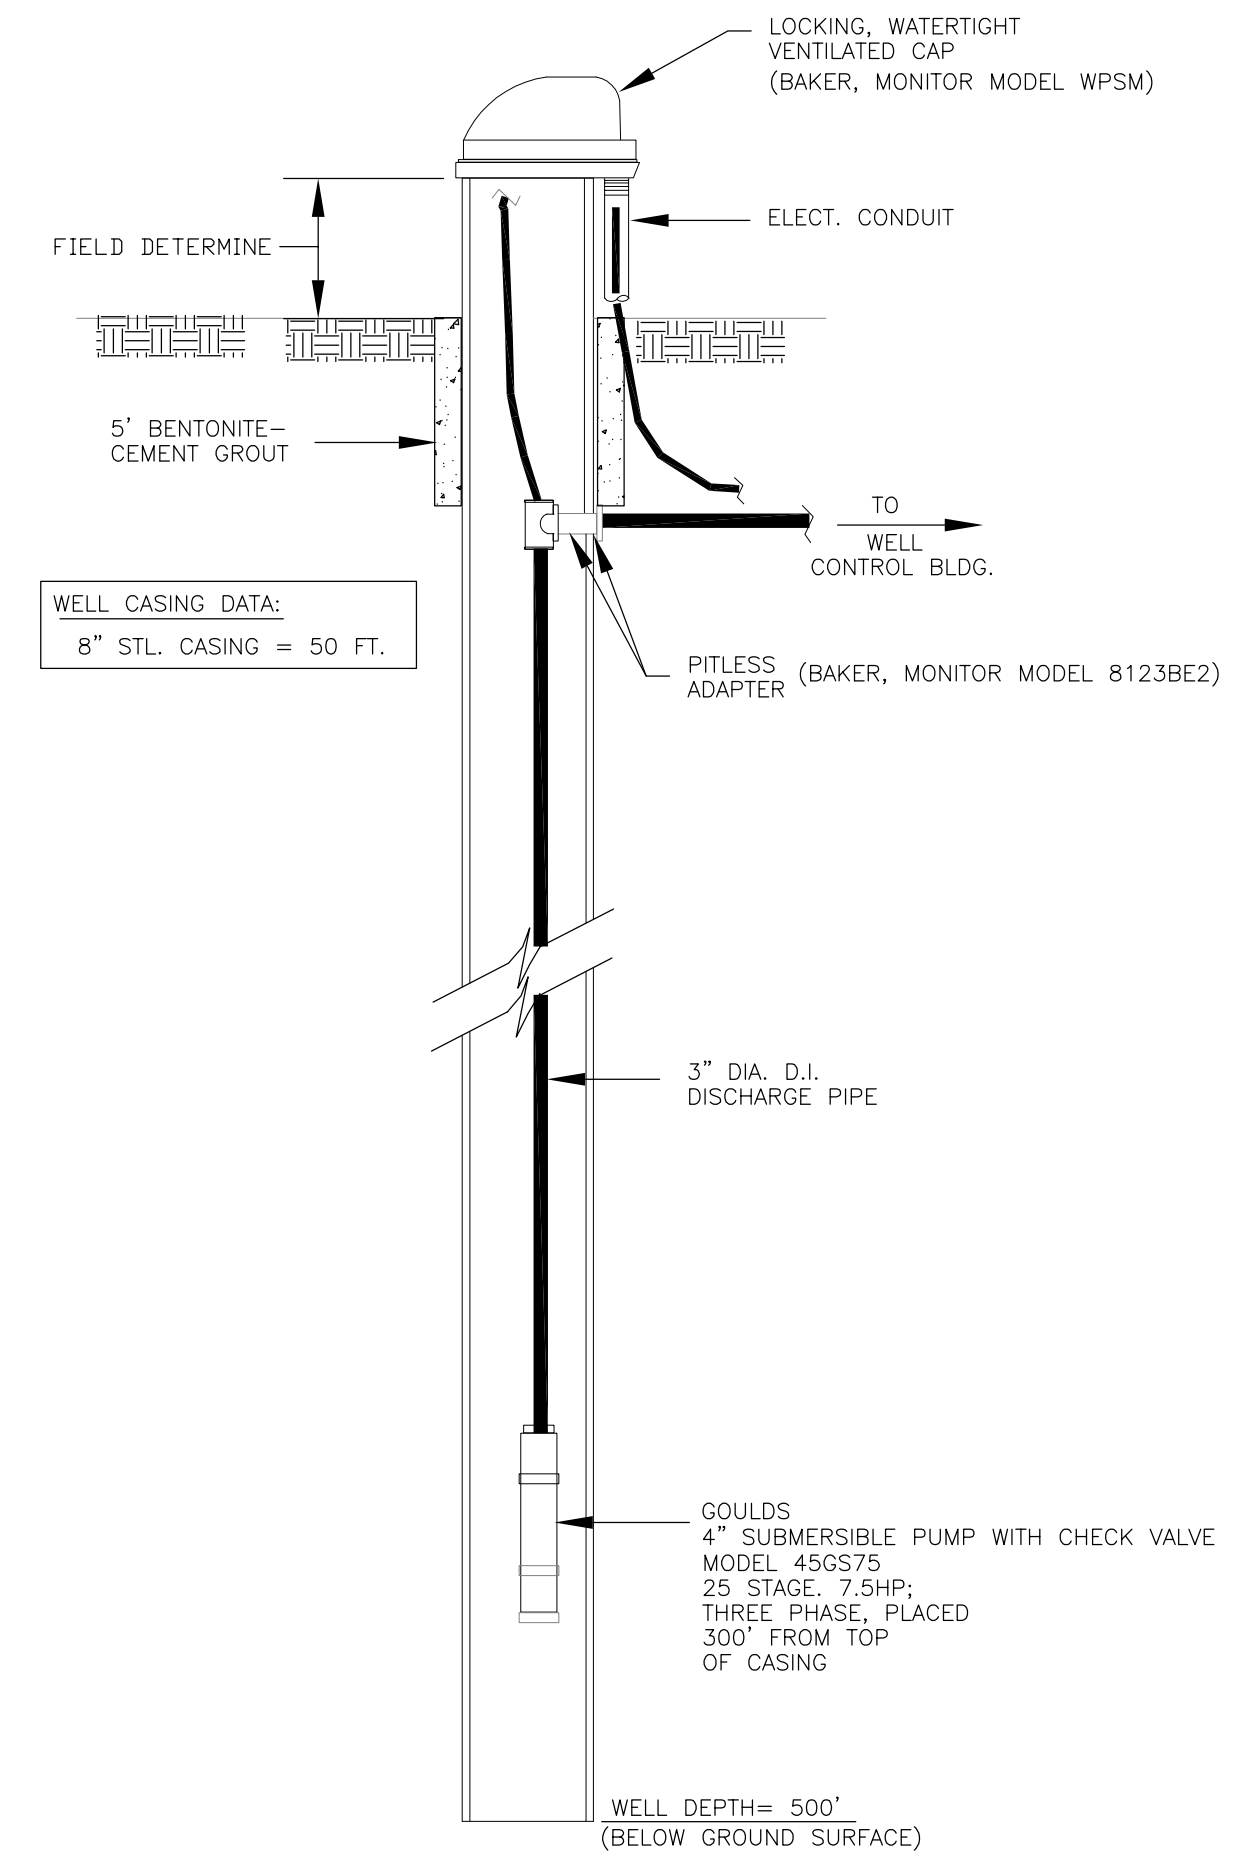 LOCKING, WATERTIGHT
VENTILATED CAP
(BAKER, MONITOR MODEL WPSM)
ELECT. CONDUIT
FIELD DETERMINE
5' BENTONITE-
CEMENT GROUT
TO
WELL
CONTROL BLDG.
WELL CASING DATA:
8" STL. CASING = 50 FT.
PITLESS
ADAPTER
(BAKER, MONITOR MODEL 8123BE2)
3" DIA. D.I.
DISCHARGE PIPE
GOULDS
4" SUBMERSIBLE PUMP WITH CHECK VALVE
MODEL 45GS75
25 STAGE. 7.5HP;
THREE PHASE, PLACED
300' FROM TOP
OF CASING
WELL DEPTH= 500'
(BELOW GROUND SURFACE)